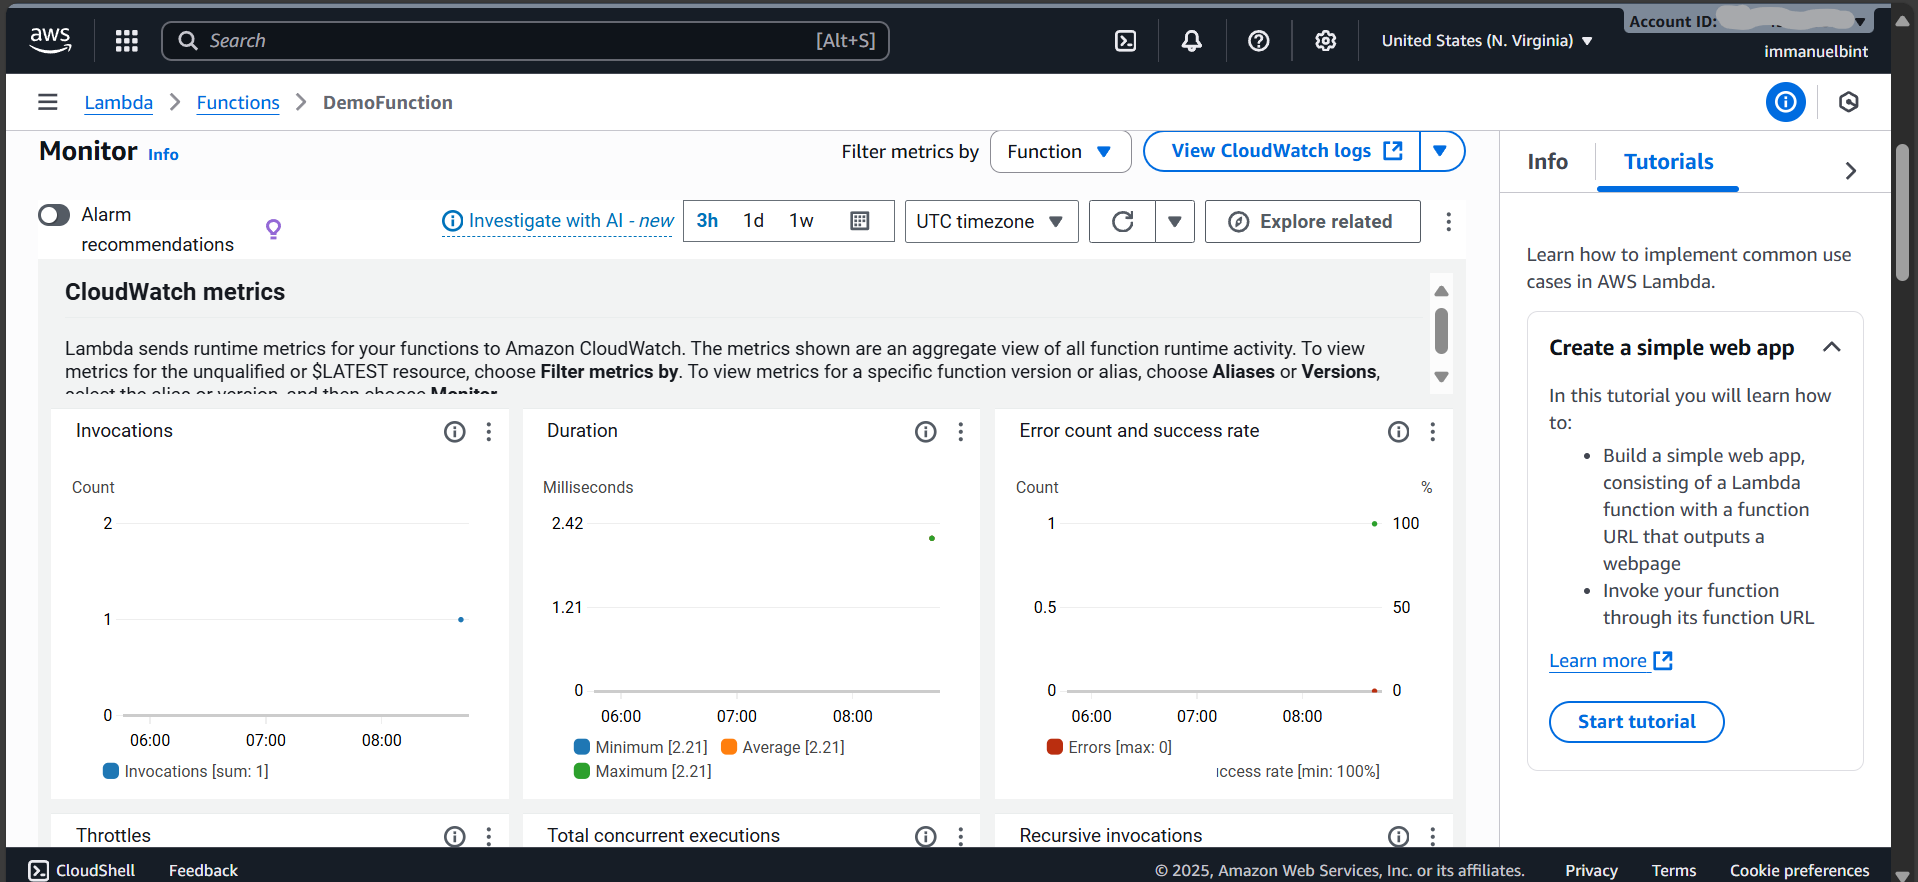 aws
Search
[Alt+S]
United States (N. Virginia)
Account ID:
immanuelbint
Lambda
Functions
DemoFunction
Monitor
Info
Filter metrics by
Function
View CloudWatch logs
Alarm
recommendations
Investigate with AI - new
3h
1d
1w
UTC timezone
Explore related
CloudWatch metrics
Lambda sends runtime metrics for your functions to Amazon CloudWatch. The metrics shown are an aggregate view of all function runtime activity. To view
metrics for the unqualified or $LATEST resource, choose Filter metrics by. To view metrics for a specific function version or alias, choose Aliases or Versions,
select the alias or version, and then choose Monitor.
Invocations
Count
2
1
0
06:00
07:00
08:00
Invocations [sum: 1]
Duration
Milliseconds
2.42
1.21
0
06:00
07:00
08:00
Minimum [2.21]
Average [2.21]
Maximum [2.21]
Error count and success rate
Count
%
1
100
0.5
50
0
0
06:00
07:00
08:00
Errors [max: 0]
ccess rate [min: 100%]
Throttles
Total concurrent executions
Recursive invocations
Info
Tutorials
Learn how to implement common use
cases in AWS Lambda.
Create a simple web app
In this tutorial you will learn how
to:
• Build a simple web app,
consisting of a Lambda
function with a function
URL that outputs a
webpage
• Invoke your function
through its function URL
Learn more
Start tutorial
CloudShell
Feedback
© 2025, Amazon Web Services, Inc. or its affiliates.
Privacy
Terms
Cookie preferences